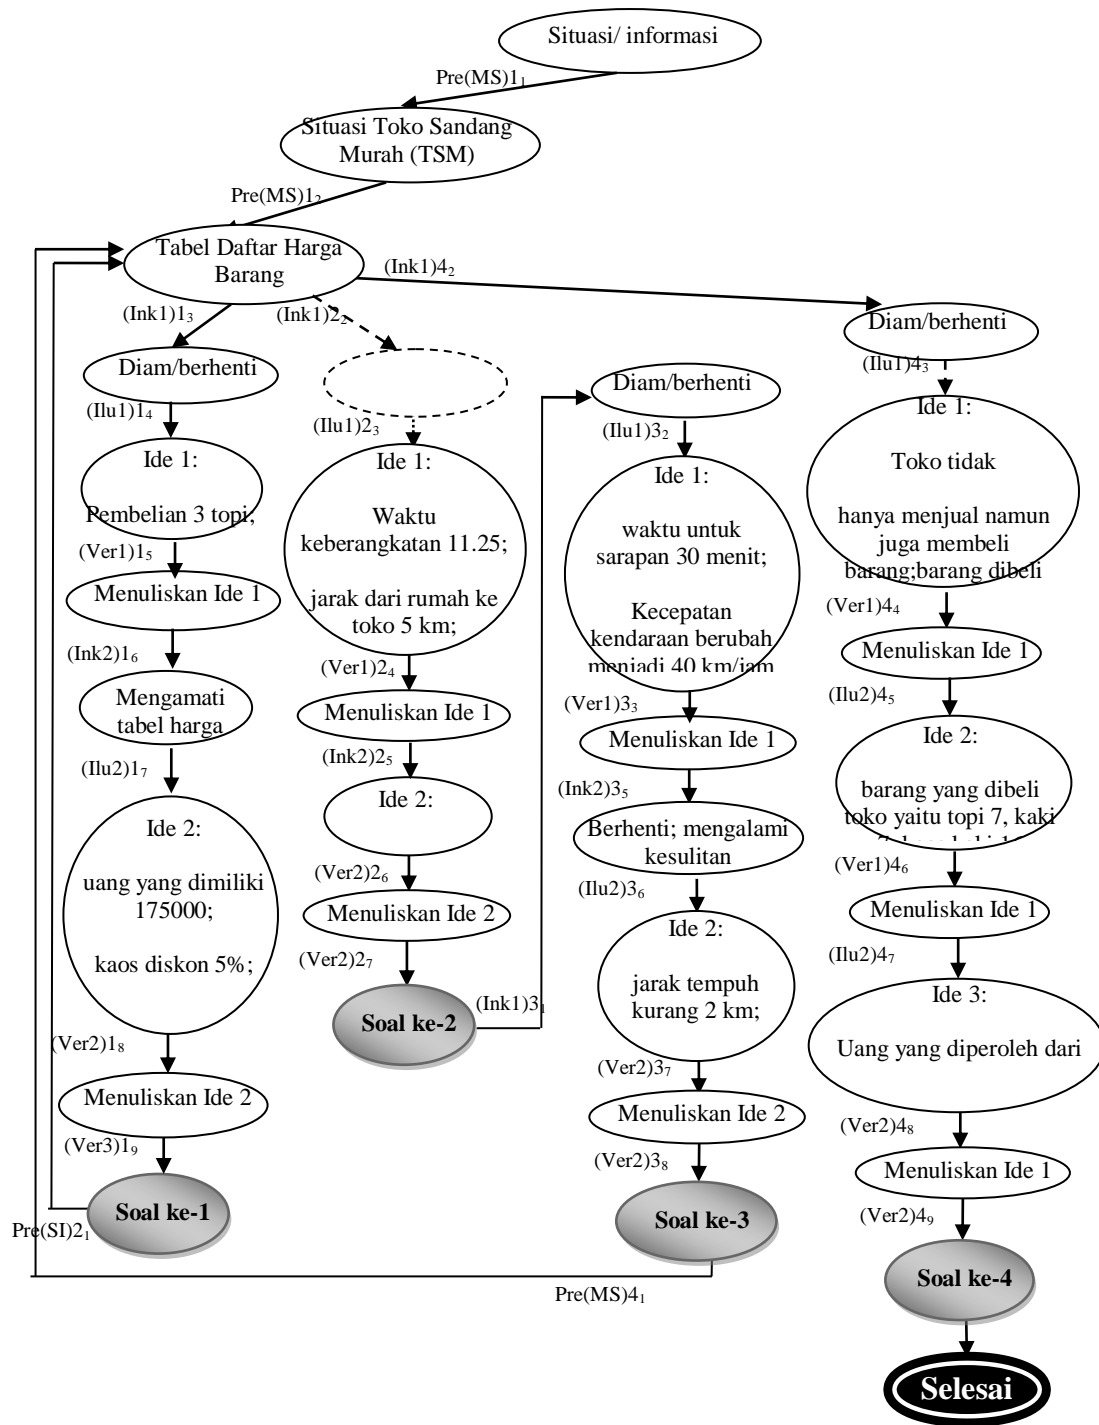 Situasi/ informasi
Pre(MS)1₁
Situasi Toko Sandang
Murah (TSM)
Pre(MS)1₂
Tabel Daftar Harga
Barang
(Ink1)4₂
(Ink1)1₃
(Ink1)2₂
Diam/berhenti
(Ilu1)1₄
Ide 1:
Pembelian 3 topi;
(Ver1)1₅
Menuliskan Ide 1
(Ink2)1₆
Mengamati
tabel harga
(Ilu2)1₇
Ide 2:
uang yang dimiliki
175000;
kaos diskon 5%;
(Ver2)1₈
Menuliskan Ide 2
(Ver3)1₉
Soal ke-1
Pre(SI)2₁
(Ilu1)2₃
Ide 1:
Waktu
keberangkatan 11.25;
jarak dari rumah ke
toko 5 km;
(Ver1)2₄
Menuliskan Ide 1
(Ink2)2₅
Ide 2:
(Ver2)2₆
Menuliskan Ide 2
(Ver2)2₇
Soal ke-2
(Ink1)3₁
Diam/berhenti
(Ilu1)3₂
Ide 1:
waktu untuk
sarapan 30 menit;
Kecepatan
kendaraan berubah
menjadi 40 km/jam
(Ver1)3₃
Menuliskan Ide 1
(Ink2)3₅
Berhenti; mengalami
kesulitan
(Ilu2)3₆
Ide 2:
jarak tempuh
kurang 2 km;
(Ver2)3₇
Menuliskan Ide 2
(Ver2)3₈
Soal ke-3
Pre(MS)4₁
Diam/berhenti
(Ilu1)4₃
Ide 1:
Toko tidak
hanya menjual namun
juga membeli
barang;barang dibeli
(Ver1)4₄
Menuliskan Ide 1
(Ilu2)4₅
Ide 2:
barang yang dibeli
toko yaitu topi 7, kaki
(Ver1)4₆
Menuliskan Ide 1
(Ilu2)4₇
Ide 3:
Uang yang diperoleh dari
(Ver2)4₈
Menuliskan Ide 1
(Ver2)4₉
Soal ke-4
Selesai